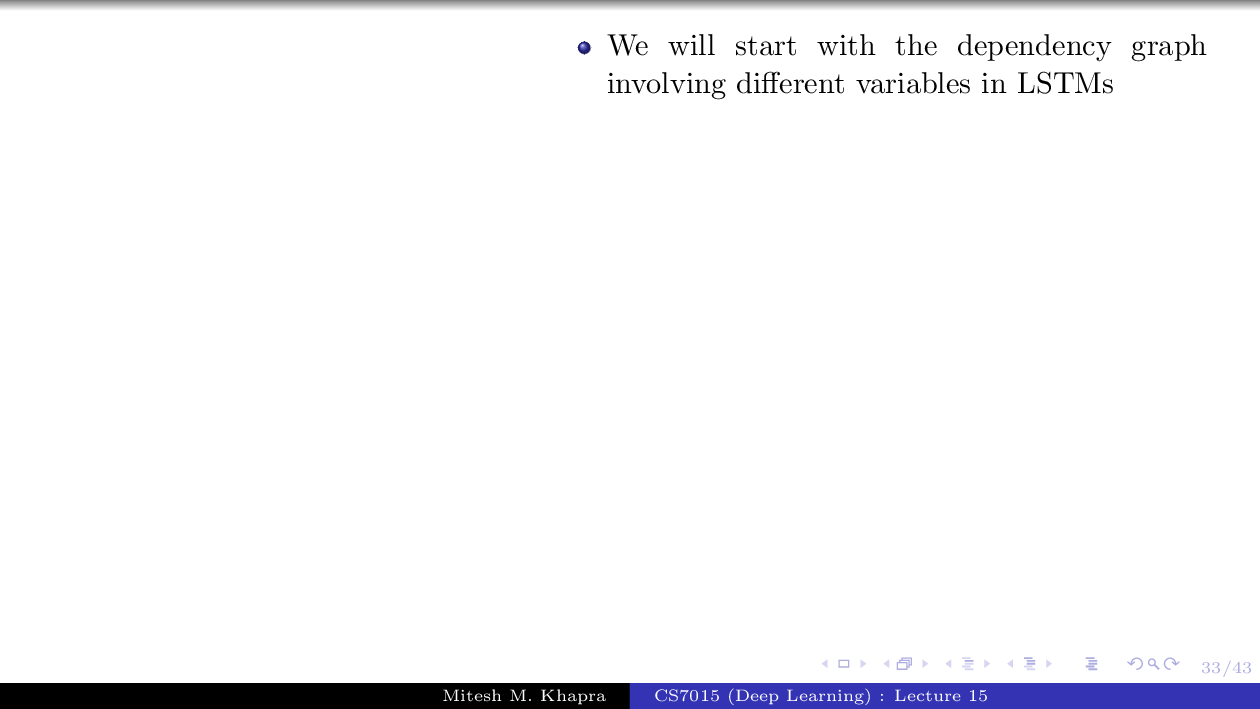 We will start with the dependency graph
involving different variables in LSTMs
33/43
Mitesh M. Khapra
CS7015 (Deep Learning) : Lecture 15